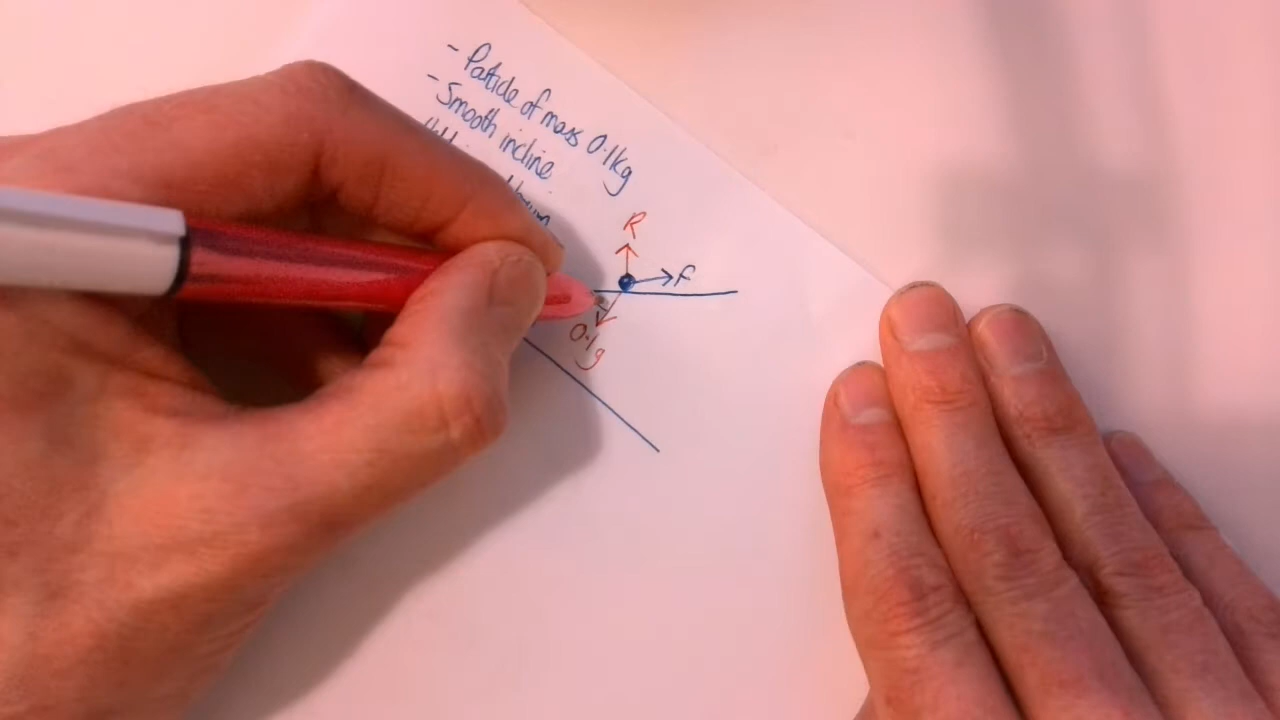 - Particle of mass 0.1kg
- Smooth incline
R
F
0.1g